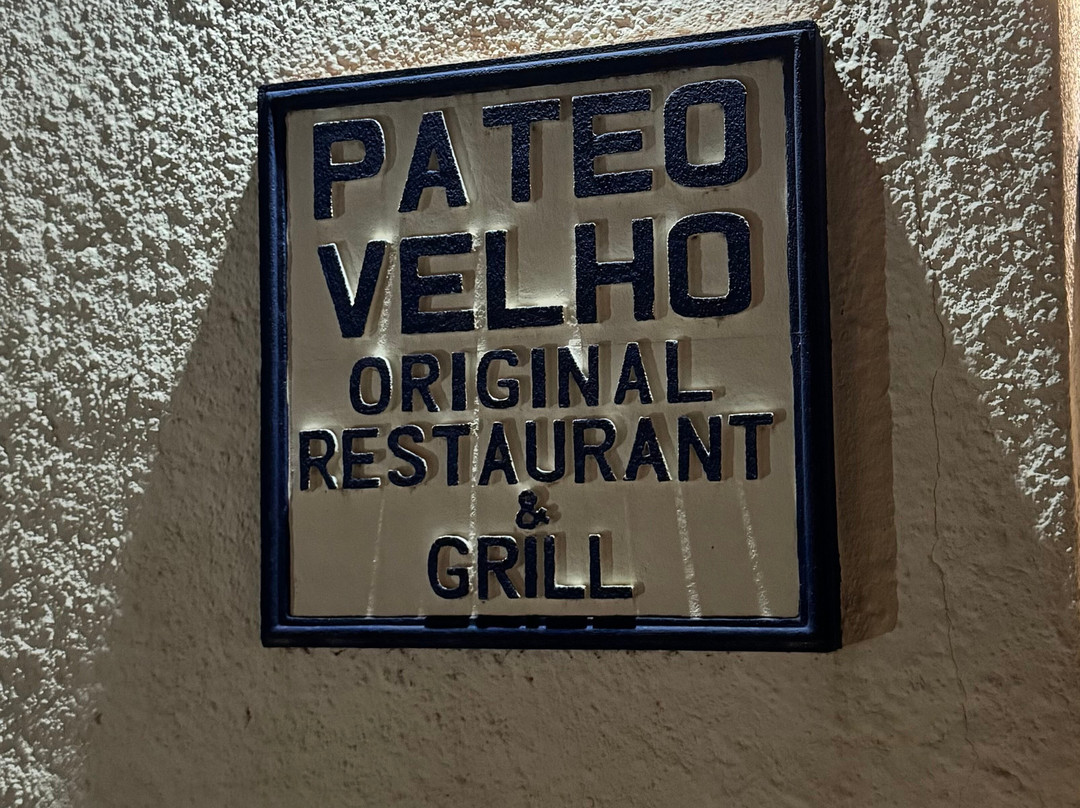 PATEO
VELHO
ORIGINAL
RESTAURANT
&
GRILL